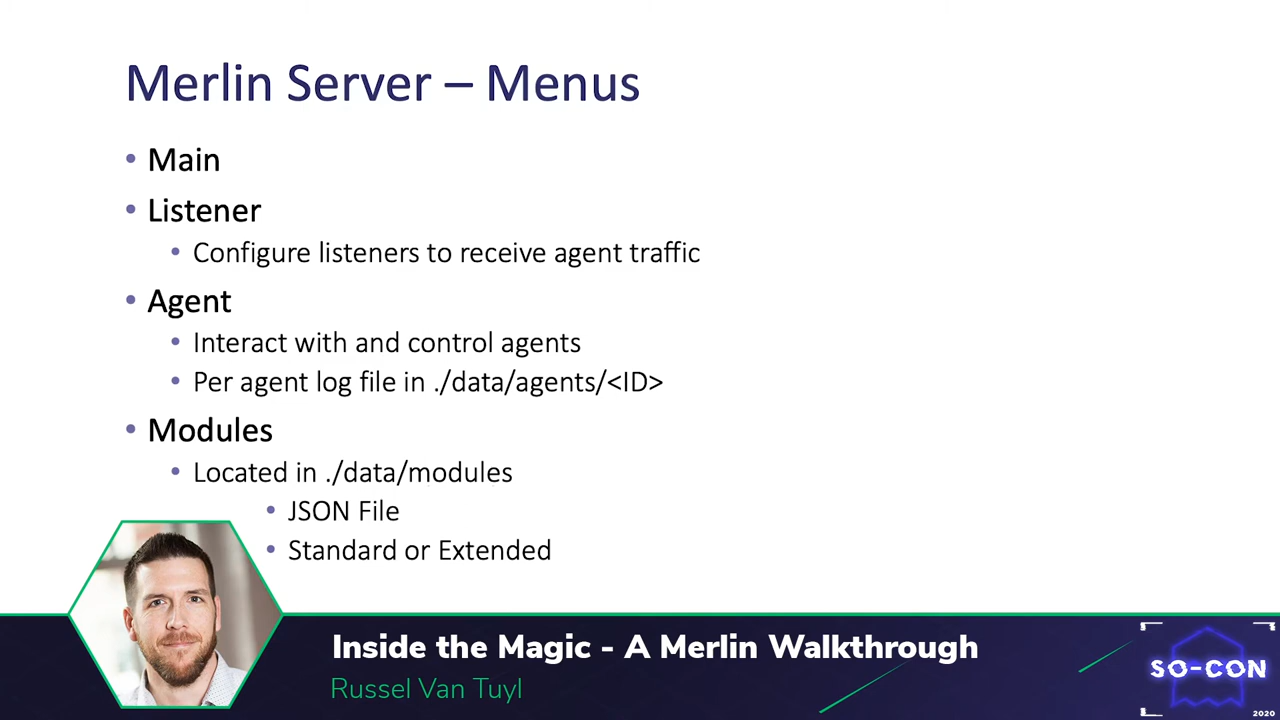 Merlin Server – Menus
• Main
• Listener
• Configure listeners to receive agent traffic
• Agent
• Interact with and control agents
• Per agent log file in ./data/agents/<ID>
• Modules
• Located in ./data/modules
• JSON File
• Standard or Extended
Inside the Magic - A Merlin Walkthrough
Russel Van Tuyl
SO-CON
2020